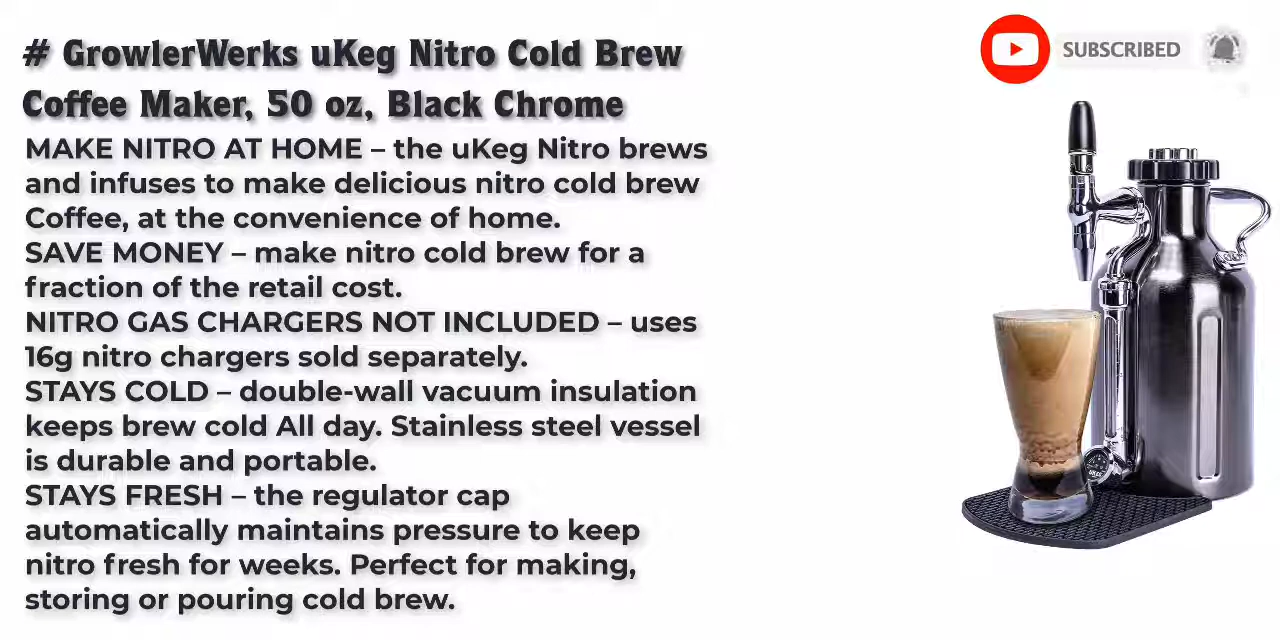 # GrowlerWerks uKeg Nitro Cold Brew
Coffee Maker, 50 oz, Black Chrome
MAKE NITRO AT HOME – the uKeg Nitro brews
and infuses to make delicious nitro cold brew
Coffee, at the convenience of home.
SAVE MONEY – make nitro cold brew for a
fraction of the retail cost.
NITRO GAS CHARGERS NOT INCLUDED – uses
16g nitro chargers sold separately.
STAYS COLD – double-wall vacuum insulation
keeps brew cold All day. Stainless steel vessel
is durable and portable.
STAYS FRESH – the regulator cap
automatically maintains pressure to keep
nitro fresh for weeks. Perfect for making,
storing or pouring cold brew.
SUBSCRIBED